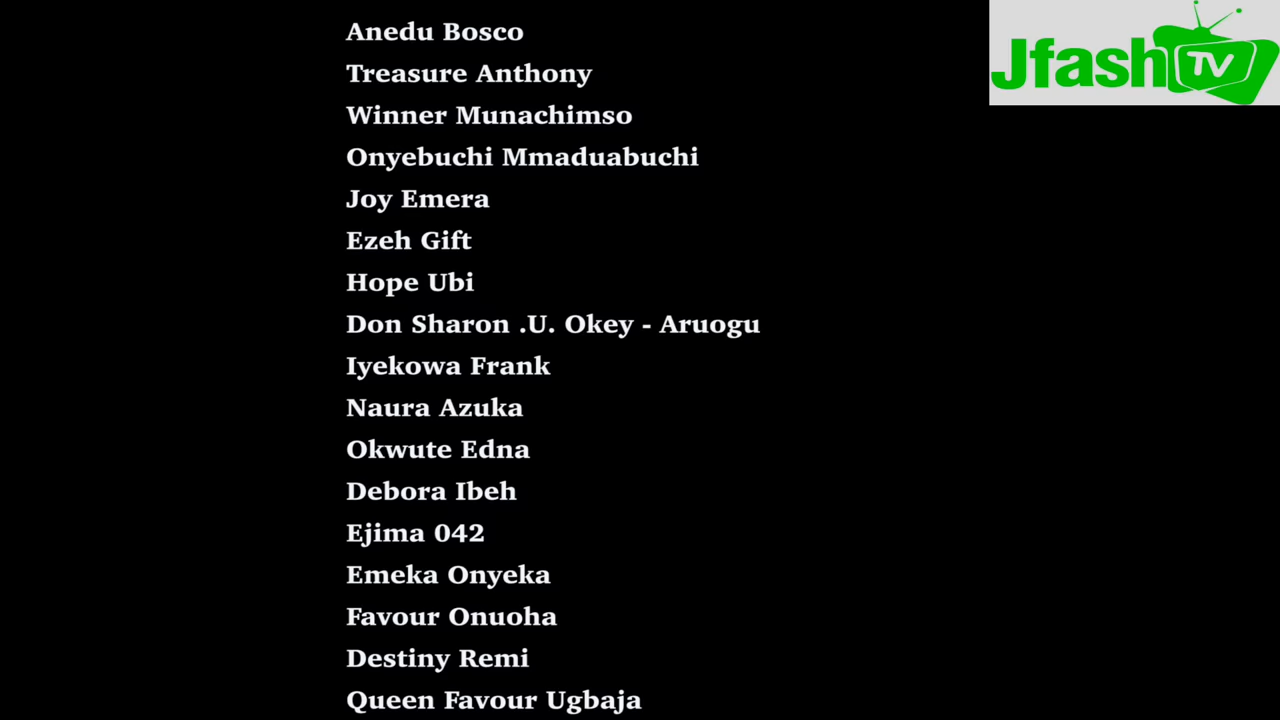 Anedu Bosco
Treasure Anthony
Winner Munachimso
Onyebuchi Mmaduabuchi
Joy Emera
Ezeh Gift
Hope Ubi
Don Sharon .U. Okey - Aruogu
Iyekowa Frank
Naura Azuka
Okwute Edna
Debora Ibeh
Ejima 042
Emeka Onyeka
Favour Onuoha
Destiny Remi
Queen Favour Ugbaja
Jfash TV